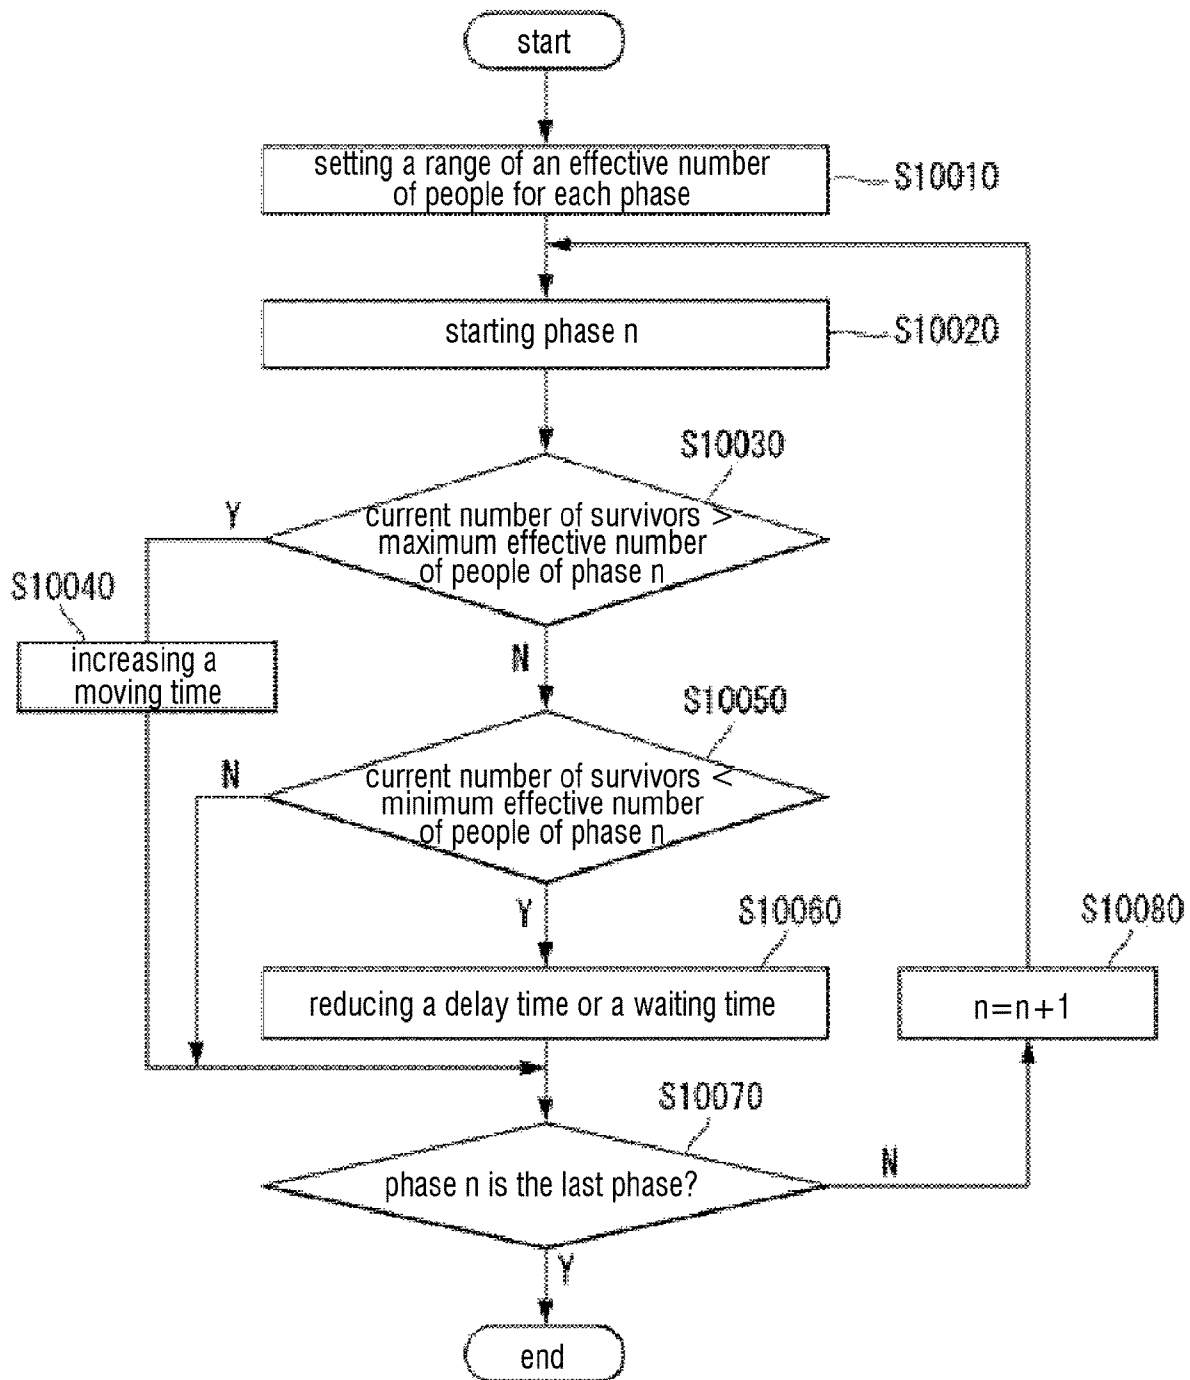 start
setting a range of an effective number
of people for each phase
S10010
starting phase n
S10020
S10030
current number of survivors >
maximum effective number
of people of phase n
Y
S10040
increasing a
moving time
N
S10050
current number of survivors <
minimum effective number
of people of phase n
N
Y
S10060
reducing a delay time or a waiting time
S10080
n=n+1
S10070
phase n is the last phase?
N
Y
end